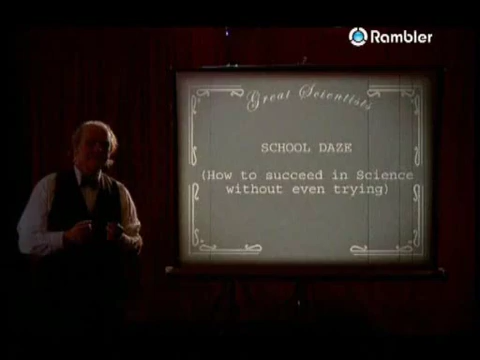 Rambler
Great Scientists
SCHOOL DAZE
(How to succeed in Science
without even trying)